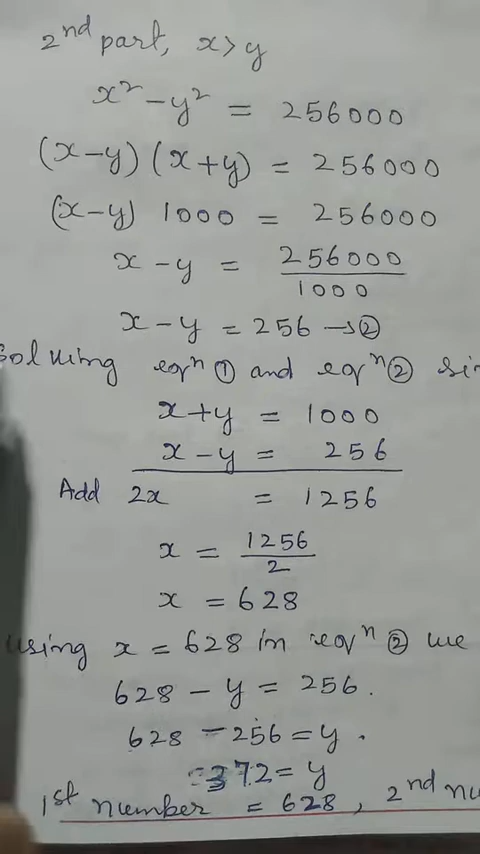 2nd part, x > y
x² - y² = 256000
(x-y) (x+y) = 256000
(x-y) 1000 = 256000
x - y = 256000/1000
x - y = 256 → ②
Solving eqⁿ ① and eqⁿ ②
x+y = 1000
x-y = 256
Add 2x = 1256
x = 1256/2
x = 628
using x = 628 in eqⁿ ② we
628 - y = 256.
628 - 256 = y.
372 = y
1st number = 628, 2nd